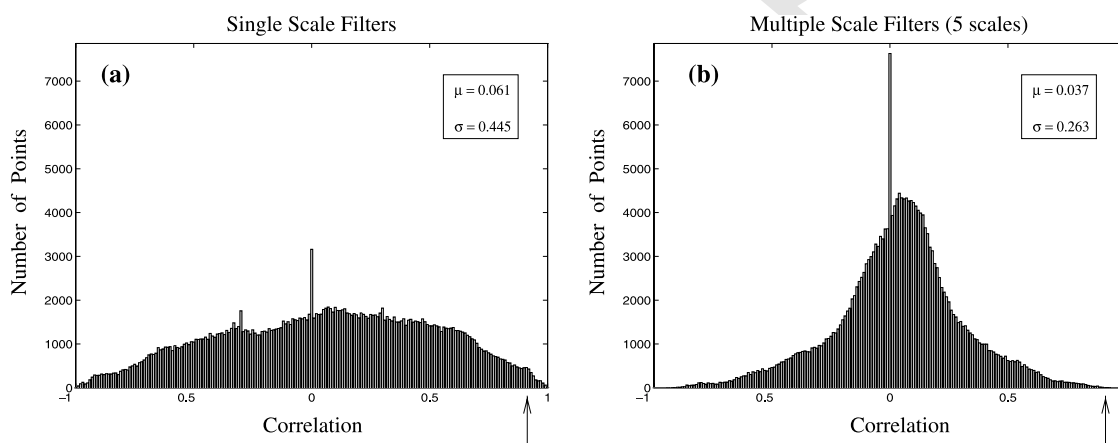 Single Scale Filters
(a)
μ = 0.061
σ = 0.445
Number of Points
7000
6000
5000
4000
3000
2000
1000
0
−1
0.5
0
0.5
1
Correlation
Multiple Scale Filters (5 scales)
(b)
μ = 0.037
σ = 0.263
Number of Points
7000
6000
5000
4000
3000
2000
1000
0
−1
0.5
0
0.5
Correlation